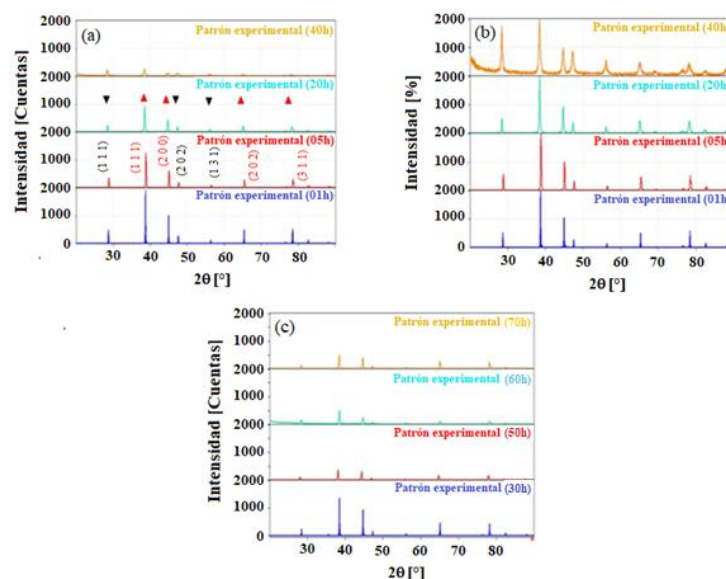 (a)
Intensidad [Cuentas]
2000
1000
2000
1000
2000
1000
2000
1000
0
Patrón experimental (40h)
Patrón experimental (20h)
Patrón experimental (05h)
(1 1 1)
(1 1 1)
(2 0 0)
(2 0 2)
(1 3 1)
(2 0 2)
(3 1 1)
Patrón experimental (01h)
20 30 40 50 60 70 80
2θ [°]
(b)
Intensidad [%]
2000
1000
2000
1000
2000
1000
2000
1000
0
Patrón experimental (40h)
Patrón experimental (20h)
Patrón experimental (05h)
Patrón experimental (01h)
30 40 50 60 70 80
2θ [°]
(c)
Intensidad [Cuentas]
2000
1000
2000
1000
2000
1000
2000
1000
0
Patrón experimental (70h)
Patrón experimental (60h)
Patrón experimental (50h)
Patrón experimental (30h)
30 40 50 60 70 80
2θ [°]